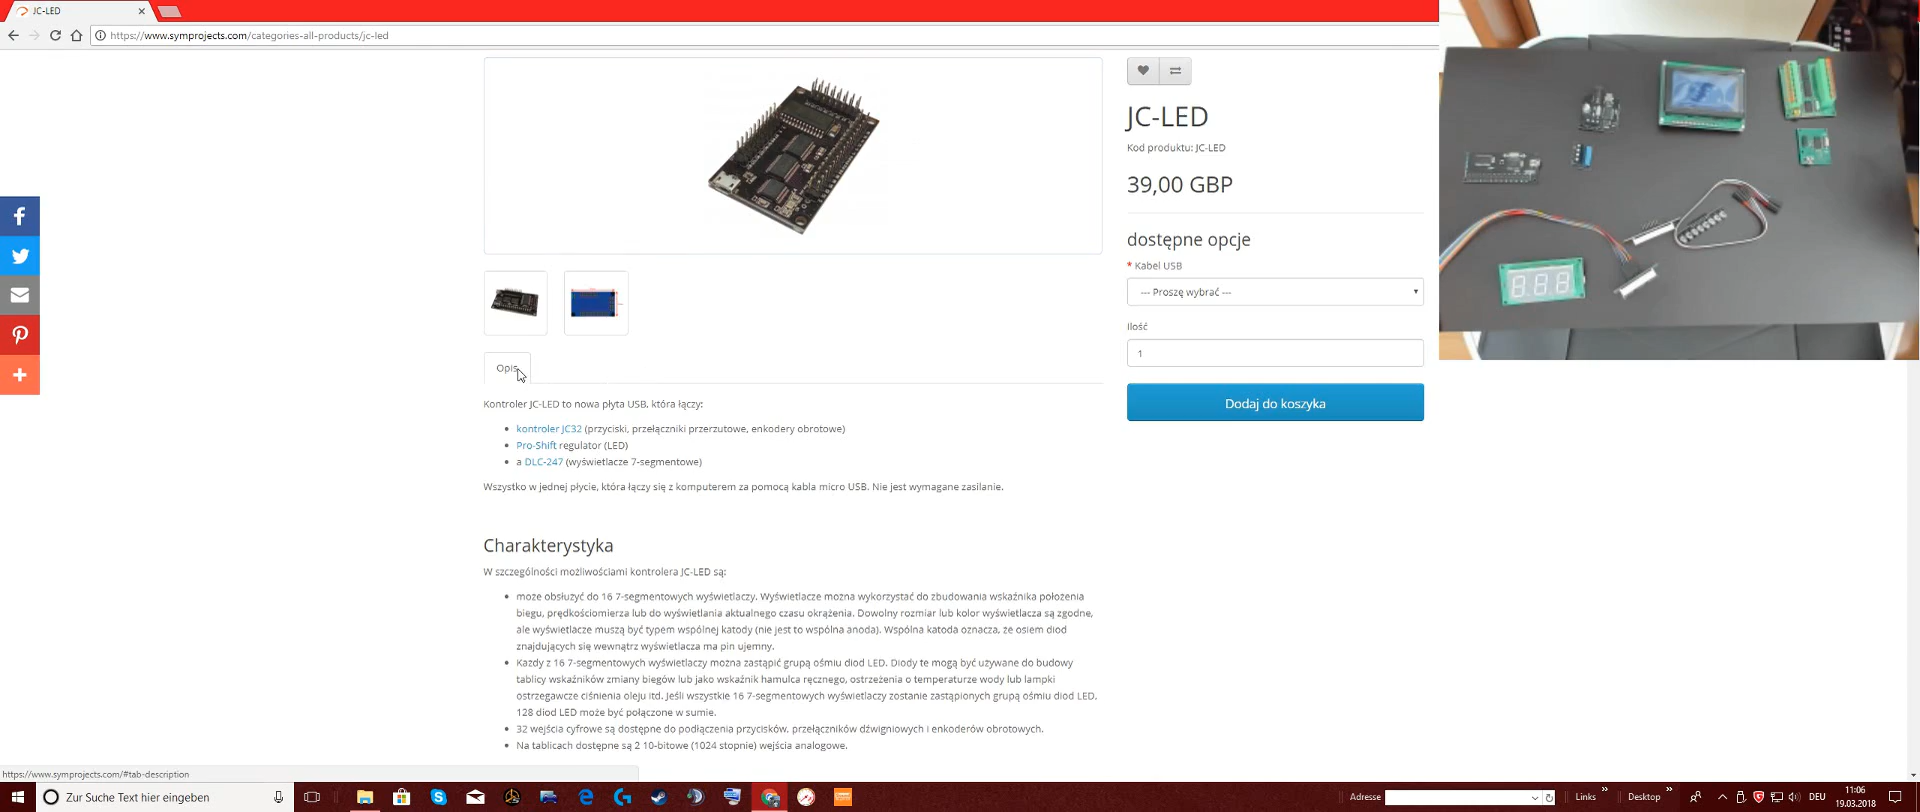 JC-LED
https://www.symprojects.com/categories-all-products/jc-led
JC-LED
Kod produktu: JC-LED
39,00 GBP
dostępne opcje
* Kabel USB
--- Proszę wybrać ---
Ilość
1
Dodaj do koszyka
Opis
Kontroler JC-LED to nowa płyta USB, która łączy:
kontroler JC32 (przyciski, przełączniki przerzutowe, enkodery obrotowe)
Pro-Shift regulator (LED)
a DLC-247 (wyświetlacze 7-segmentowe)
Wszystko w jednej płycie, która łączy się z komputerem za pomocą kabla micro USB. Nie jest wymagane zasilanie.
Charakterystyka
W szczególności możliwościami kontrolera JC-LED są:
może obsłużyć do 16 7-segmentowych wyświetlaczy. Wyświetlacze można wykorzystać do zbudowania wskaźnika położenia
biegu, prędkościomierza lub do wyświetlania aktualnego czasu okrążenia. Dowolny rozmiar lub kolor wyświetlacza są zgodne,
ale wyświetlacze muszą być typem wspólnej katody (nie jest to wspólna anoda). Wspólna katoda oznacza, że osiem diod
znajdujących się wewnątrz wyświetlacza ma pin ujemny.
Każdy z 16 7-segmentowych wyświetlaczy można zastąpić grupą ośmiu diod LED. Diody te mogą być używane do budowy
tablicy wskaźników zmiany biegów lub jako wskaźnik hamulca ręcznego, ostrzeżenia o temperaturze wody lub lampki
ostrzegawcze ciśnienia oleju itd. Jeśli wszystkie 16 7-segmentowych wyświetlaczy zostanie zastąpionych grupą ośmiu diod LED,
128 diod LED może być połączone w sumie.
32 wejścia cyfrowe są dostępne do podłączenia przycisków, przełączników dźwigniowych i enkoderów obrotowych.
Na tablicach dostępne są 2 10-bitowe (1024 stopnie) wejścia analogowe.
https://www.symprojects.com/#tab-description
Zur Suche Text hier eingeben
Adresse
Links
Desktop
DEU
11:06
19.03.2018